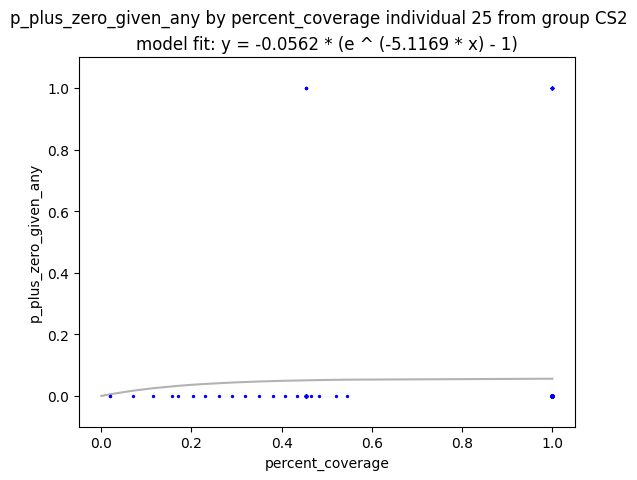 p_plus_zero_given_any by percent_coverage individual 25 from group CS2
model fit: y = -0.0562 * (e ^ (-5.1169 * x) - 1)
1.0
0.8
0.6
0.4
0.2
0.0
p_plus_zero_given_any
0.0 0.2 0.4 0.6 0.8 1.0
percent_coverage